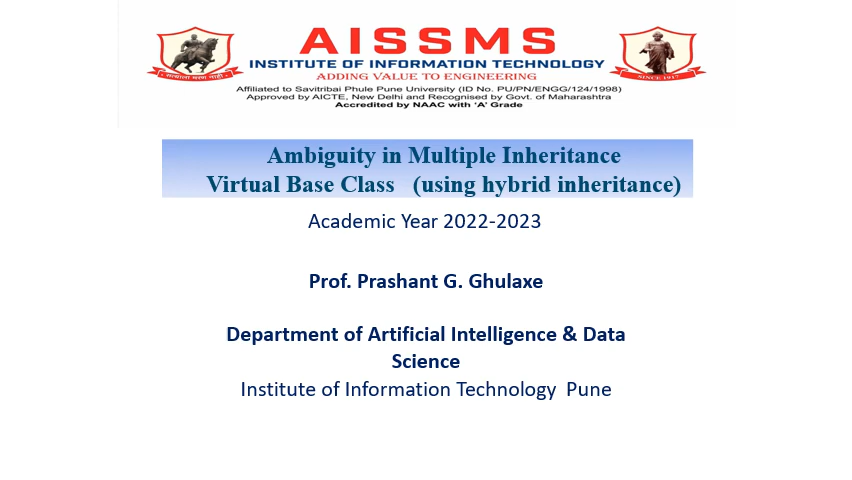 AISSMS
INSTITUTE OF INFORMATION TECHNOLOGY
ADDING VALUE TO ENGINEERING
Affiliated to Savitribai Phule Pune University (ID No. PU/PN/ENGG/124/1998)
Approved by AICTE, New Delhi and Recognised by Govt. of Maharashtra
Accredited by NAAC with 'A' Grade
सत्याला मरण नाही
SINCE 1917
Ambiguity in Multiple Inheritance
Virtual Base Class (using hybrid inheritance)
Academic Year 2022-2023
Prof. Prashant G. Ghulaxe
Department of Artificial Intelligence & Data
Science
Institute of Information Technology Pune